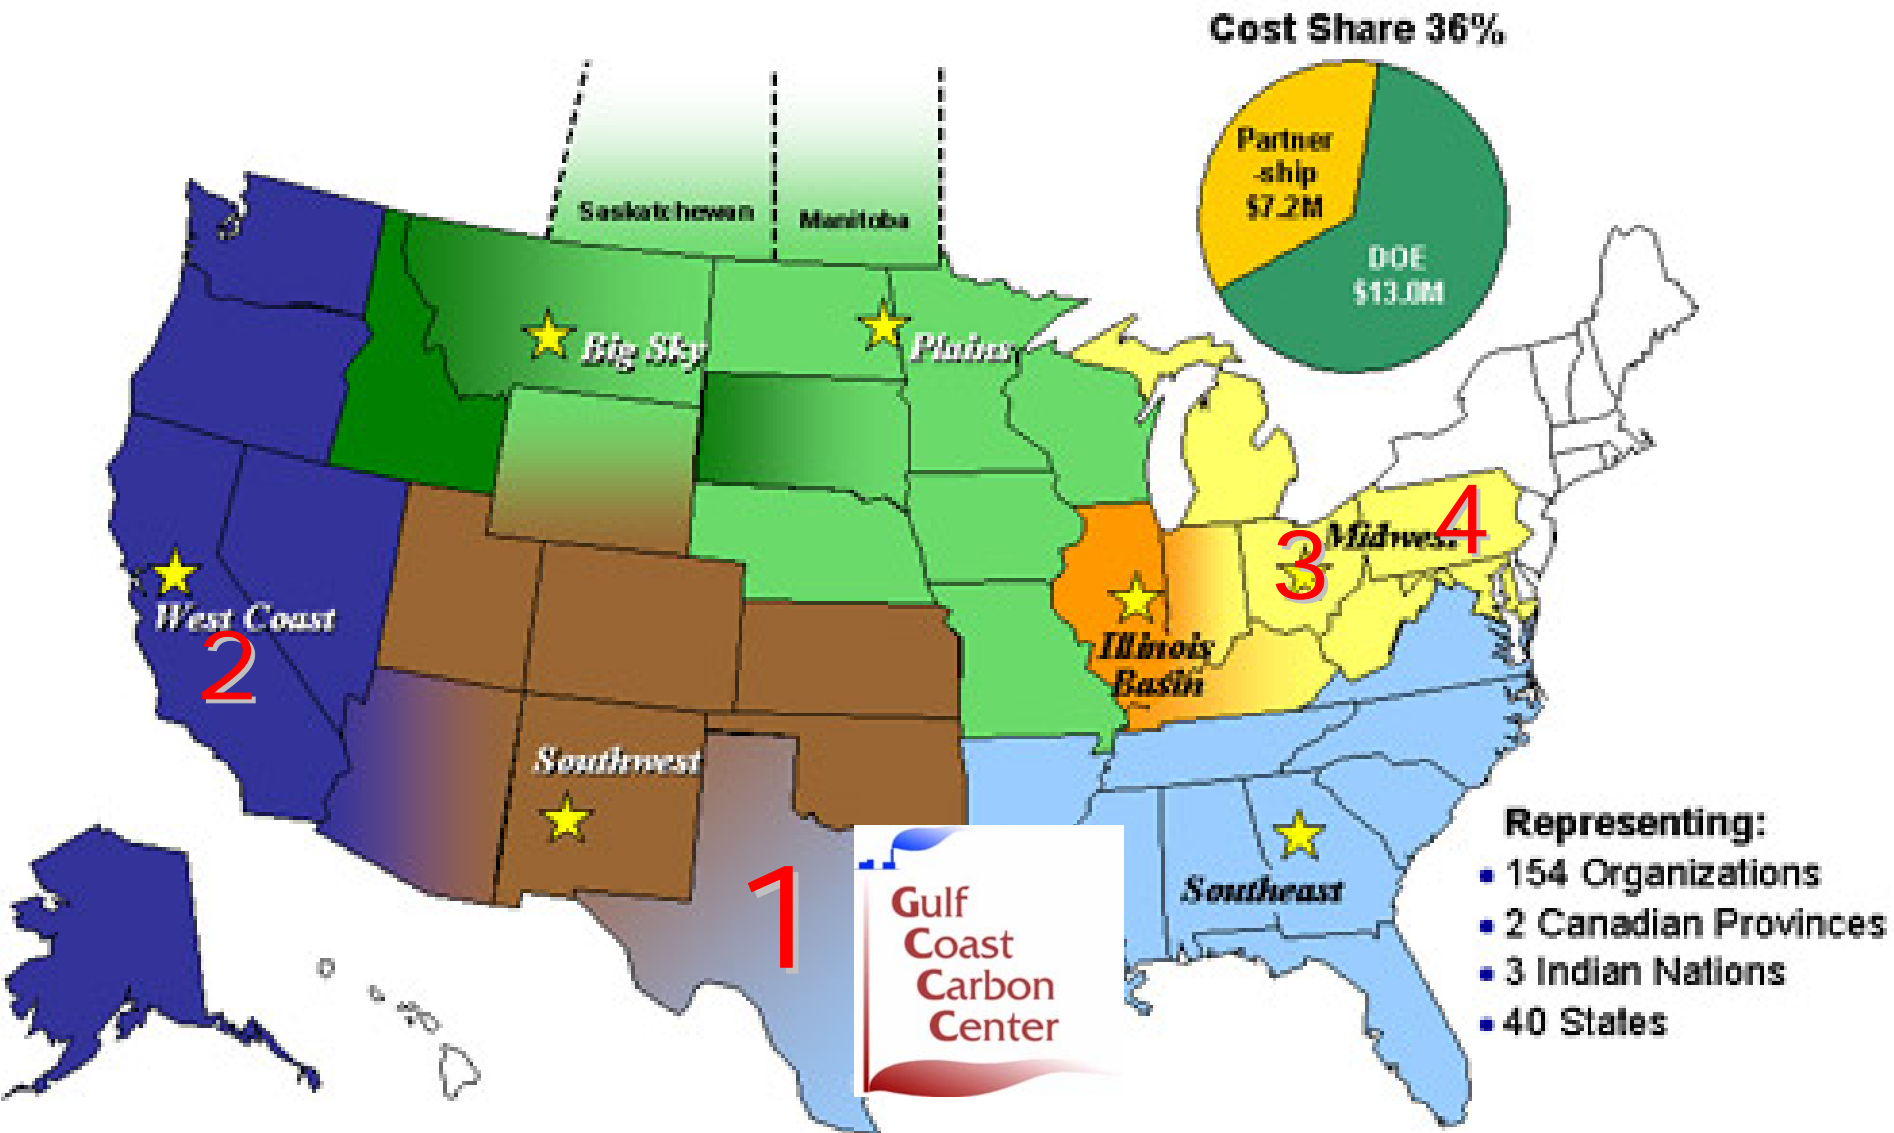 Cost Share 36%
Partner
-ship
$7.2M
DOE
$13.0M
Saskatchewan
Manitoba
Big Sky
Plains
4
Midwest
3
West Coast
2
Illinois
Basin
Southwest
Southeast
1
Gulf
Coast
Carbon
Center
Representing:
• 154 Organizations
• 2 Canadian Provinces
• 3 Indian Nations
• 40 States